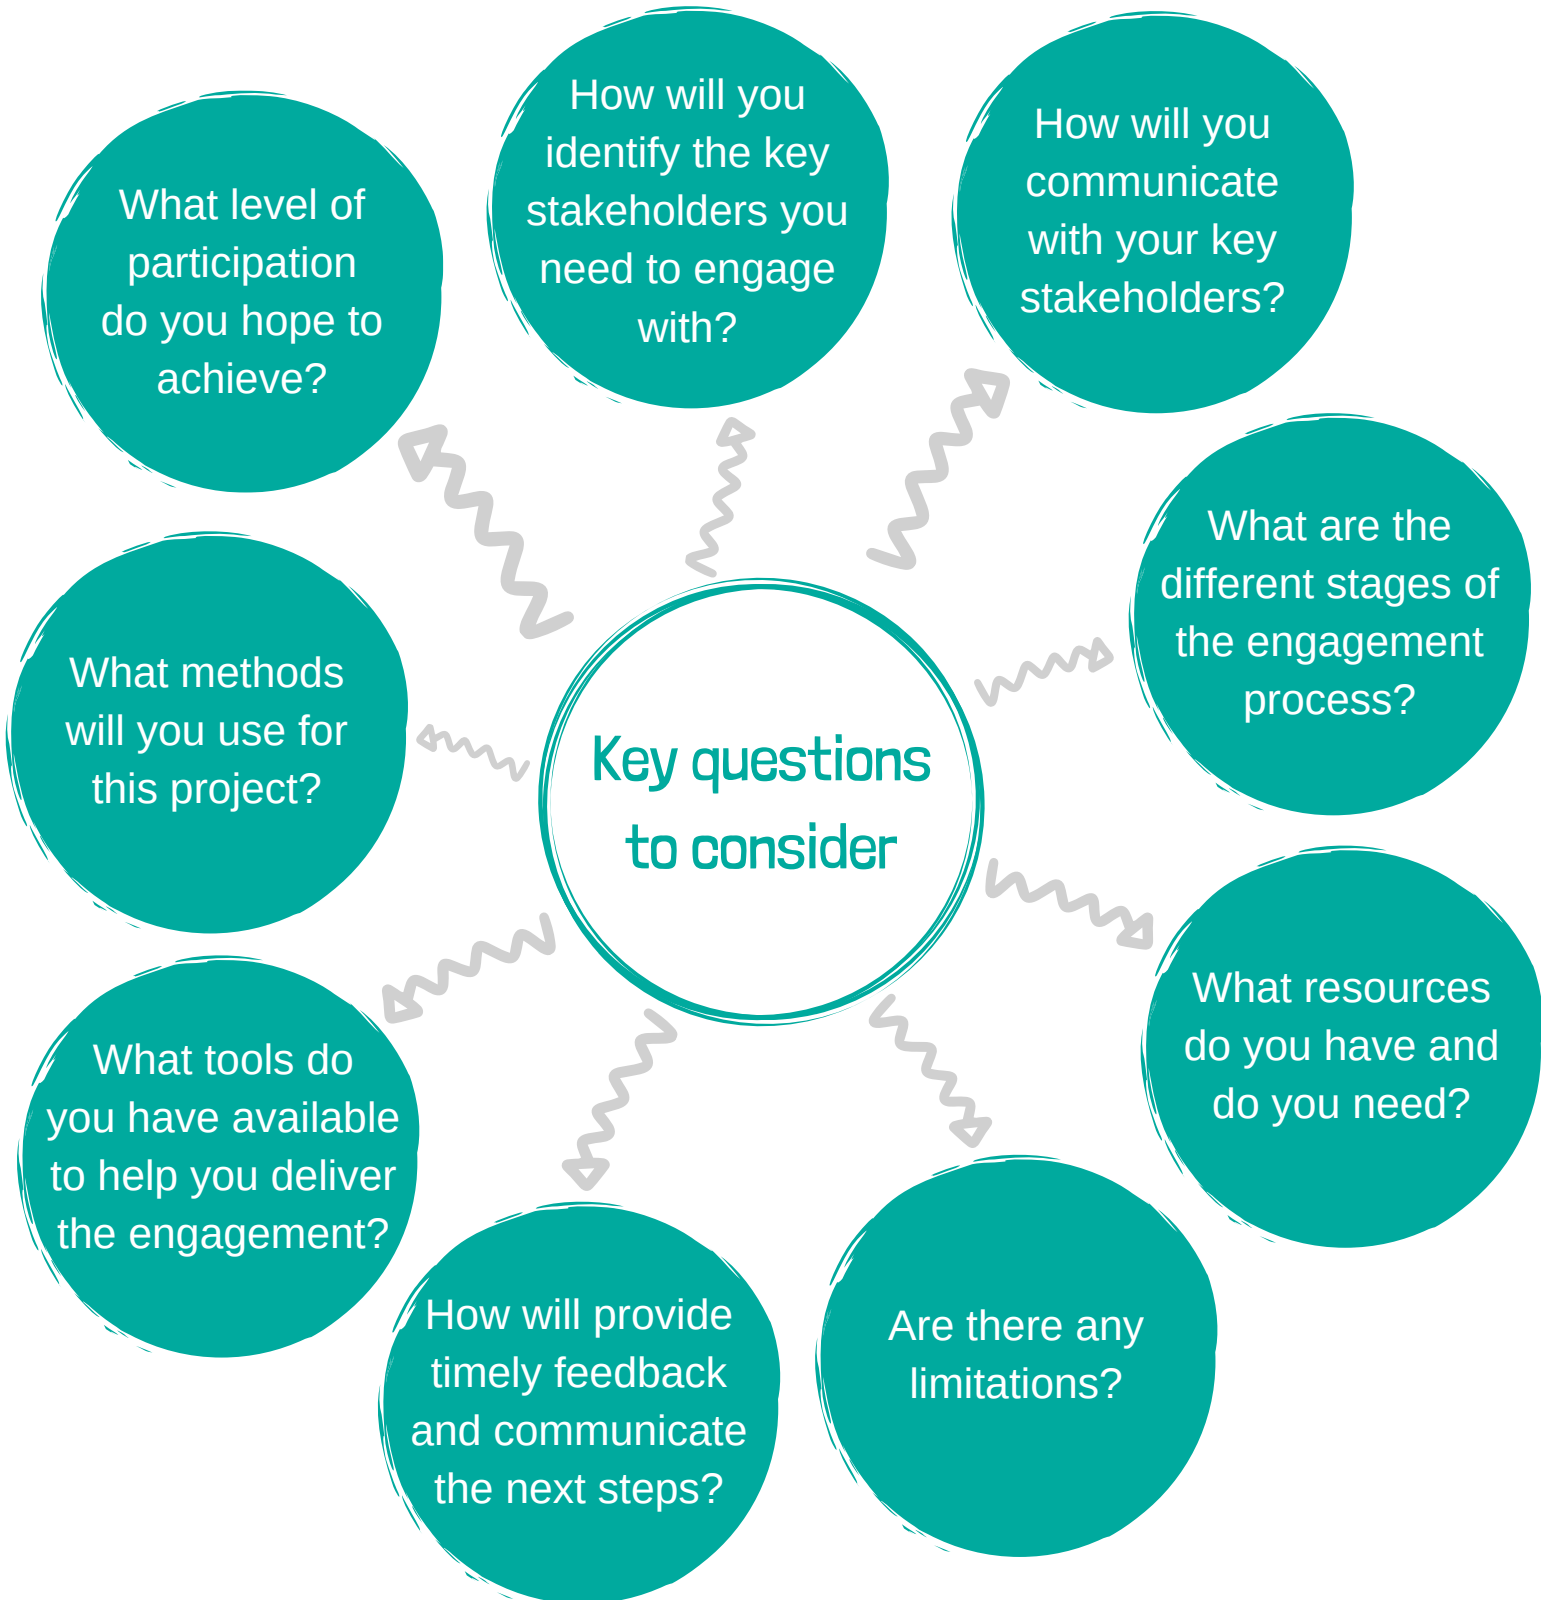 How will you
identify the key
stakeholders you
need to engage
with?
How will you
communicate
with your key
stakeholders?
What level of
participation
do you hope to
achieve?
What are the
different stages of
the engagement
process?
What methods
will you use for
this project?
Key questions
to consider
What resources
do you have and
do you need?
What tools do
you have available
to help you deliver
the engagement?
How will provide
timely feedback
and communicate
the next steps?
Are there any
limitations?